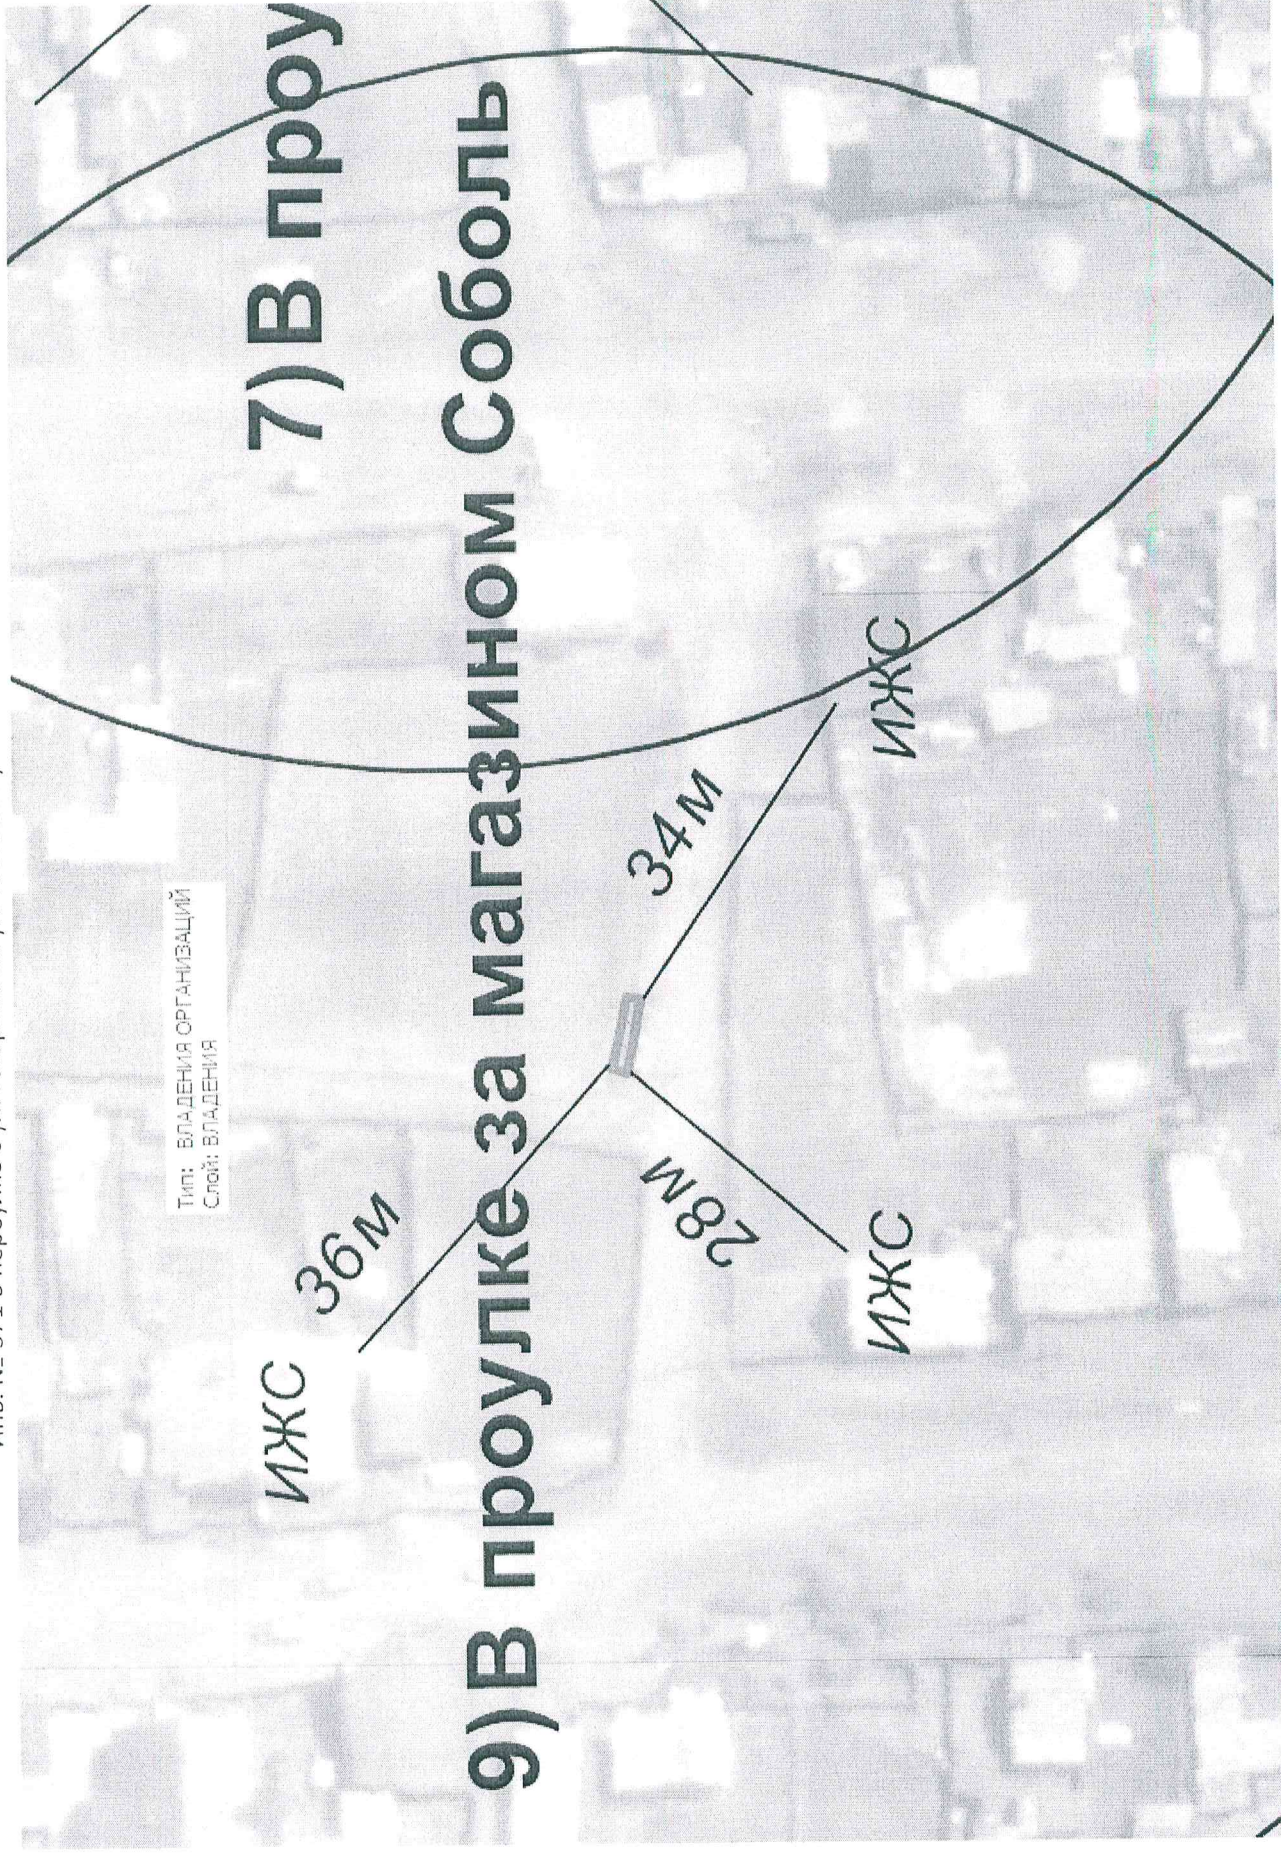 7) В проу
9) В проулке за магазином Соболь
Тип: ВЛАДЕНИЯ ОРГАНИЗАЦИЙ
Слой: ВЛАДЕНИЯ
ИЖС
36м
34м
ИЖС
28м
ИЖС